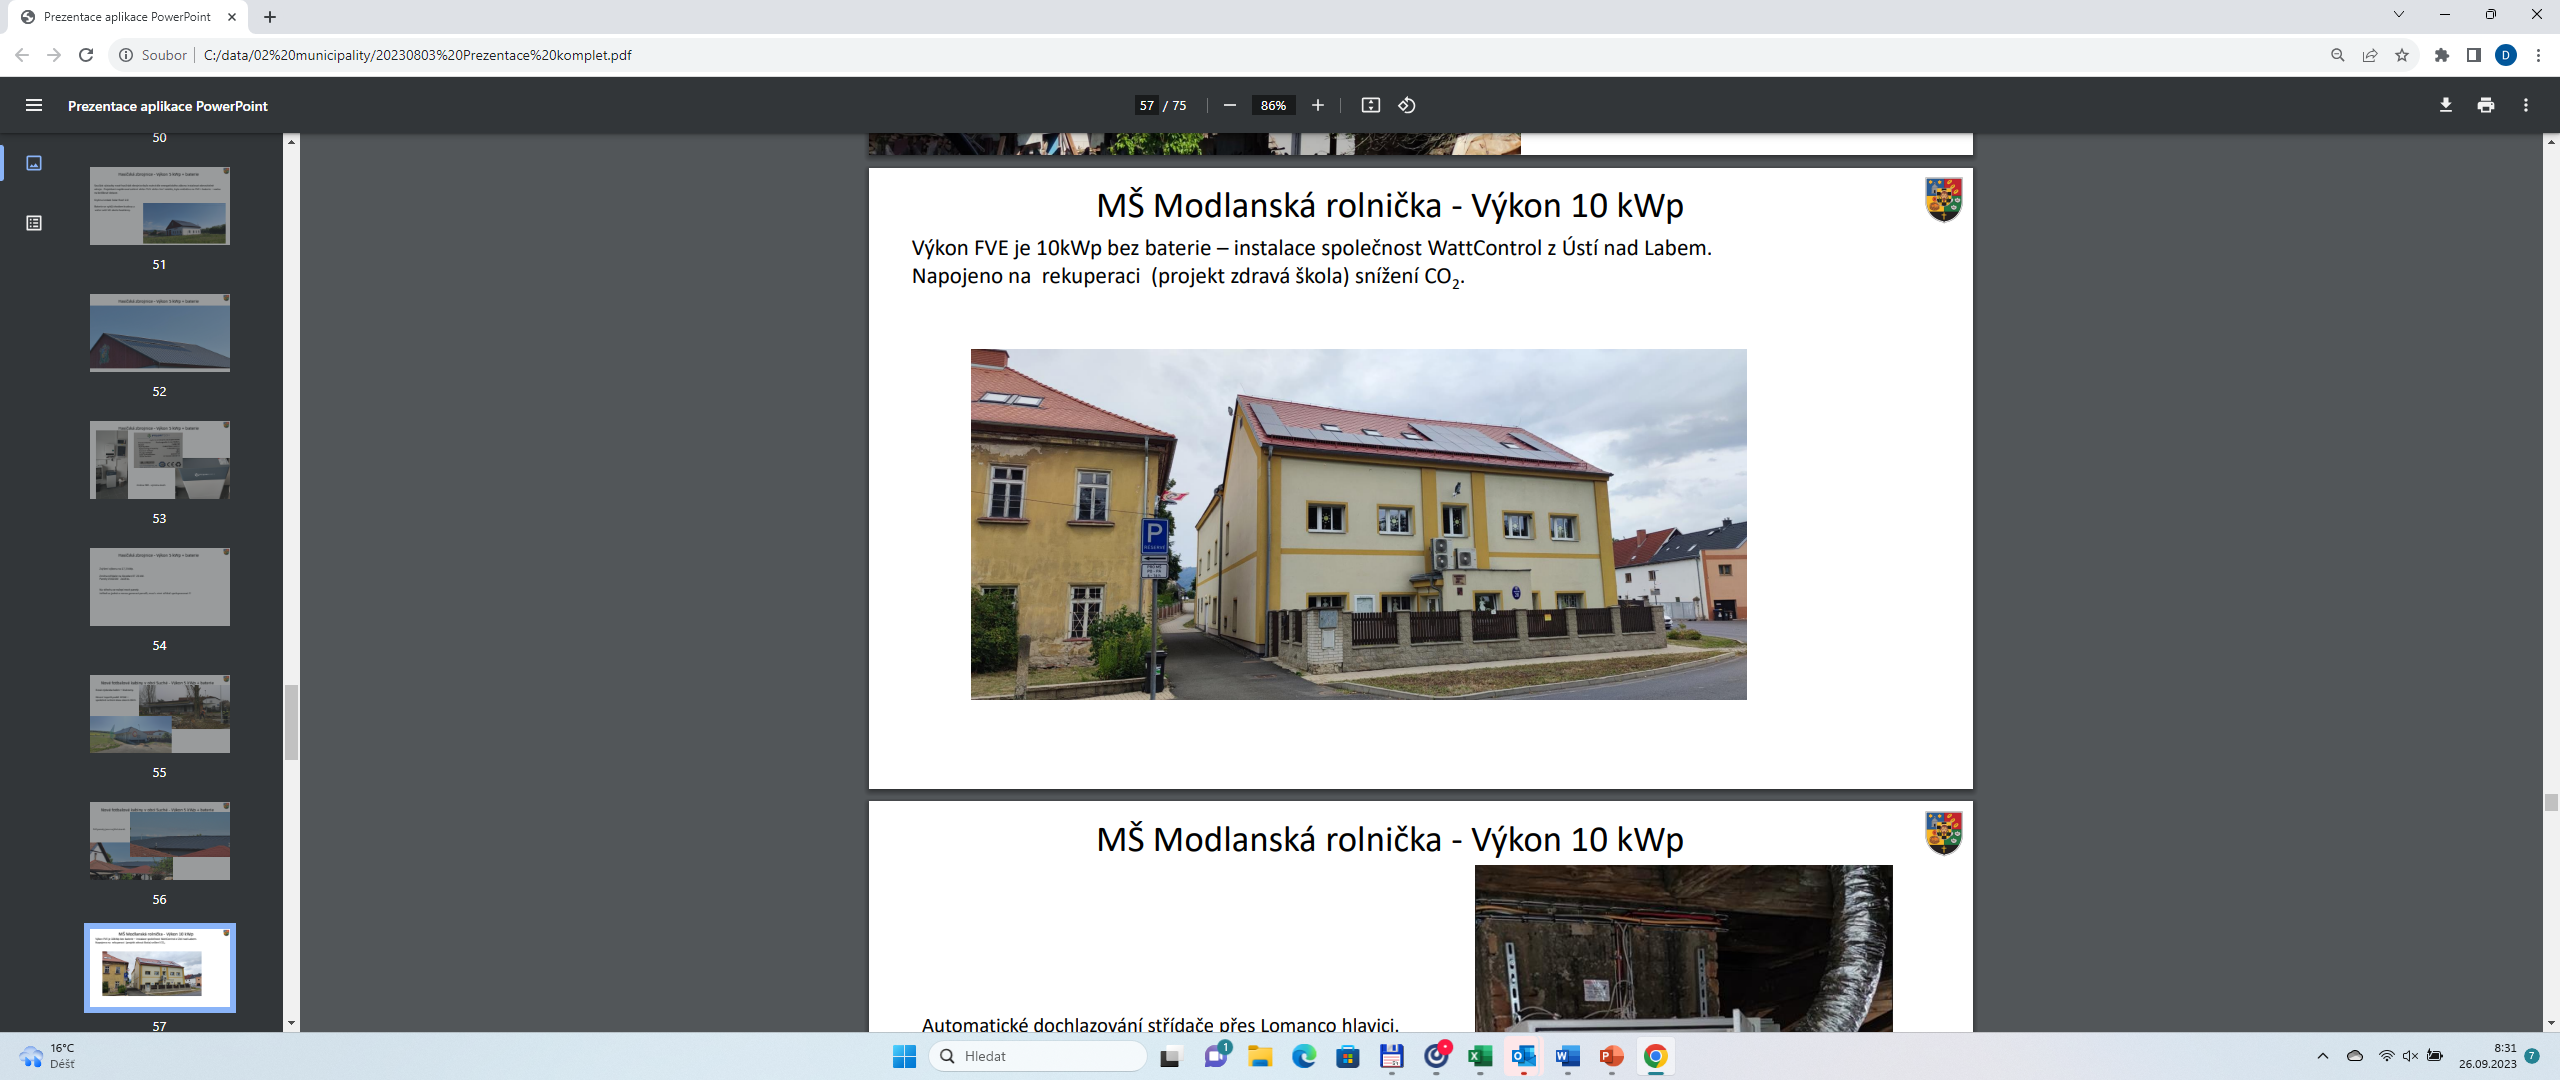 Prezentace aplikace PowerPoint
Soubor
C:/data/02%20municipality/20230803%20Prezentace%20komplet.pdf
D
Prezentace aplikace PowerPoint
57 / 75
86%
50
51
52
53
54
55
56
57
MŠ Modlanská rolnička - Výkon 10 kWp
Výkon FVE je 10kWp bez baterie – instalace společnost WattControl z Ústí nad Labem.
Napojeno na rekuperaci (projekt zdravá škola) snížení CO2.
P
RESERVÉ
MŠ Modlanská rolnička - Výkon 10 kWp
Automatické dochlazování střídače přes Lomanco hlavici.
16°C
Déšť
Hledat
1
8:31
26.09.2023
7